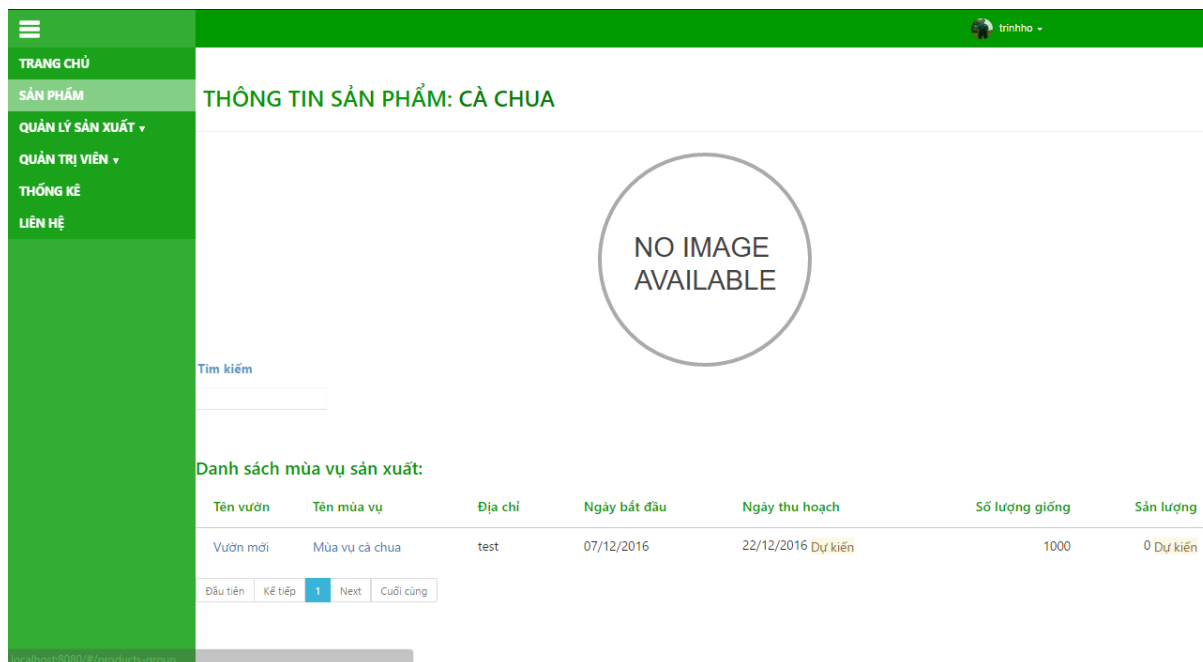 trinhho
TRANG CHỦ
SẢN PHẨM
QUẢN LÝ SẢN XUẤT ▾
QUẢN TRỊ VIÊN ▾
THỐNG KÊ
LIÊN HỆ
THÔNG TIN SẢN PHẨM: CÀ CHUA
NO IMAGE
AVAILABLE
Tìm kiếm
Danh sách mùa vụ sản xuất:
Tên vườn Tên mùa vụ Địa chỉ Ngày bắt đầu Ngày thu hoạch Số lượng giống Sản lượng
Vườn mới Mùa vụ cà chua test 07/12/2016 22/12/2016 Dự kiến 1000 0 Dự kiến
Đầu tiên Kế tiếp 1 Next Cuối cùng
localhost:8080/#/products-group